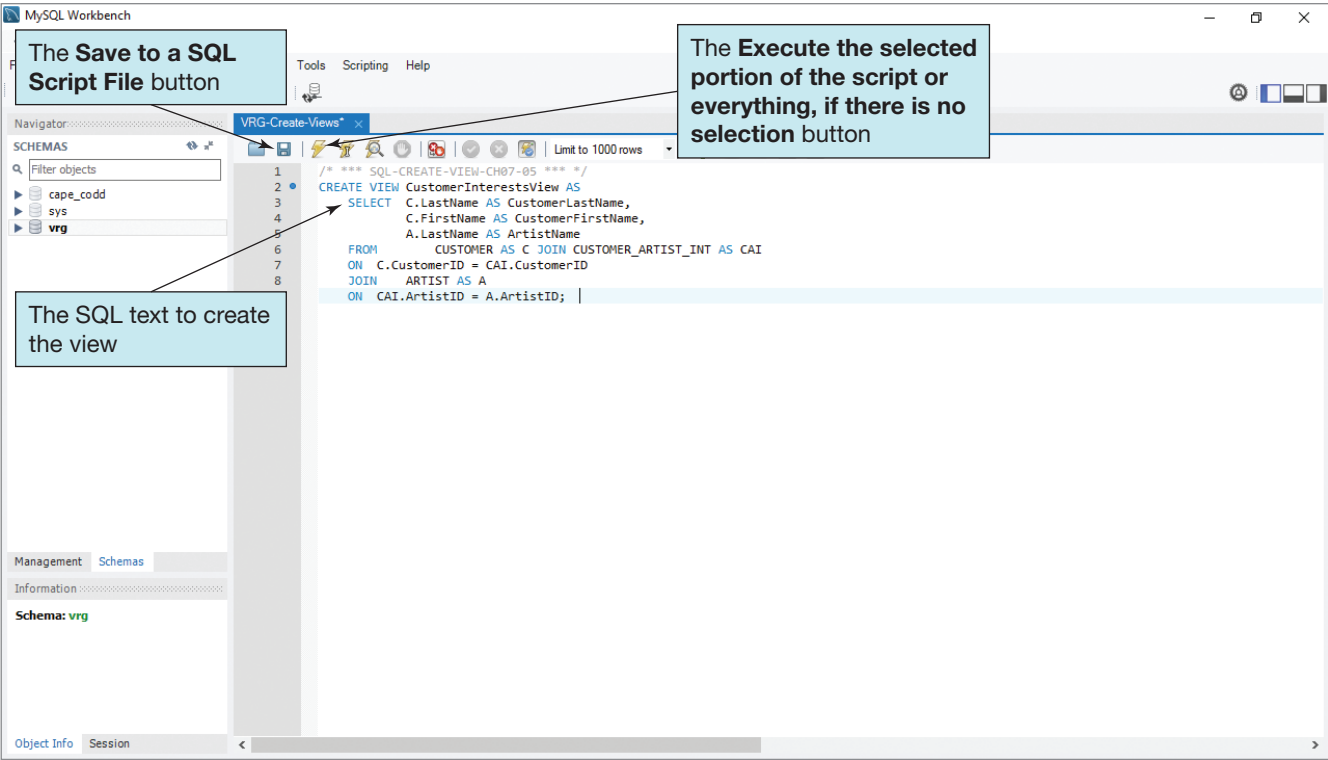 MySQL Workbench
The Save to a SQL
Script File button
The Execute the selected
portion of the script or
everything, if there is no
selection button
F
Tools Scripting Help
Navigator
VRG-Create-Views*
SCHEMAS
Limit to 1000 rows
Filter objects
cape_codd
sys
vrg
1 /* *** SQL-CREATE-VIEW-CH07-05 *** */
2 CREATE VIEW CustomerInterestsView AS
3 SELECT C.LastName AS CustomerLastName,
4 C.FirstName AS CustomerFirstName,
5 A.LastName AS ArtistName
6 FROM CUSTOMER AS C JOIN CUSTOMER_ARTIST_INT AS CAI
7 ON C.CustomerID = CAI.CustomerID
8 JOIN ARTIST AS A
ON CAI.ArtistID = A.ArtistID;
The SQL text to create
the view
Management Schemas
Information
Schema: vrg
Object Info Session